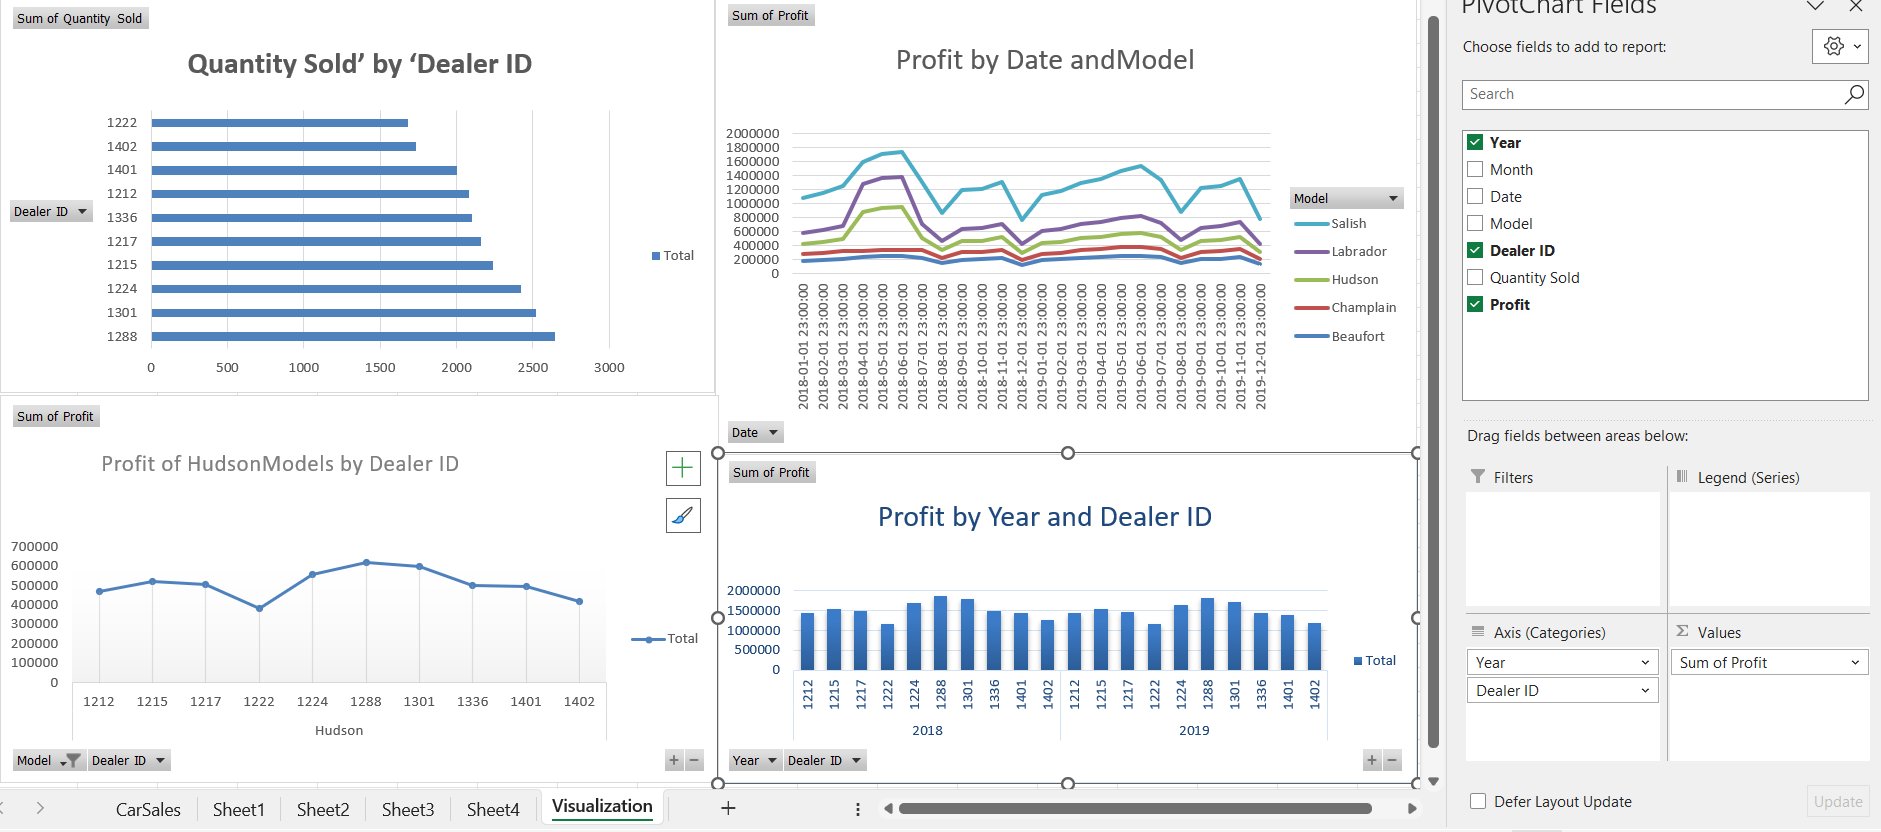 Sum of Quantity Sold
Quantity Sold’ by ‘Dealer ID
1222
1402
1401
1212
1336
1217
1215
1224
1301
1288
Dealer ID
0 500 1000 1500 2000 2500 3000
Total
Sum of Profit
Profit by Date andModel
2000000
1800000
1600000
1400000
1200000
1000000
800000
600000
400000
200000
0
2018-01-01 23:00:00
2018-02-01 23:00:00
2018-03-01 23:00:00
2018-04-01 23:00:00
2018-05-01 23:00:00
2018-06-01 23:00:00
2018-07-01 23:00:00
2018-08-01 23:00:00
2018-09-01 23:00:00
2018-10-01 23:00:00
2018-11-01 23:00:00
2018-12-01 23:00:00
2019-01-01 23:00:00
2019-02-01 23:00:00
2019-03-01 23:00:00
2019-04-01 23:00:00
2019-05-01 23:00:00
2019-06-01 23:00:00
2019-07-01 23:00:00
2019-08-01 23:00:00
2019-09-01 23:00:00
2019-10-01 23:00:00
2019-11-01 23:00:00
2019-12-01 23:00:00
Model
Salish
Labrador
Hudson
Champlain
Beaufort
Date
Sum of Profit
Profit of HudsonModels by Dealer ID
700000
600000
500000
400000
300000
200000
100000
0
1212 1215 1217 1222 1224 1288 1301 1336 1401 1402
Hudson
Total
Model Dealer ID
Sum of Profit
Profit by Year and Dealer ID
2000000
1500000
1000000
500000
0
1212 1215 1217 1222 1224 1288 1301 1336 1401 1402 1212 1215 1217 1222 1224 1288 1301 1336 1401 1402
2018 2019
Total
Year Dealer ID
CarSales Sheet1 Sheet2 Sheet3 Sheet4 Visualization
PivotChart Fields
Choose fields to add to report:
Search
Year
Month
Date
Model
Dealer ID
Quantity Sold
Profit
Drag fields between areas below:
Filters
Legend (Series)
Axis (Categories)
Year
Dealer ID
Σ Values
Sum of Profit
Defer Layout Update
Update